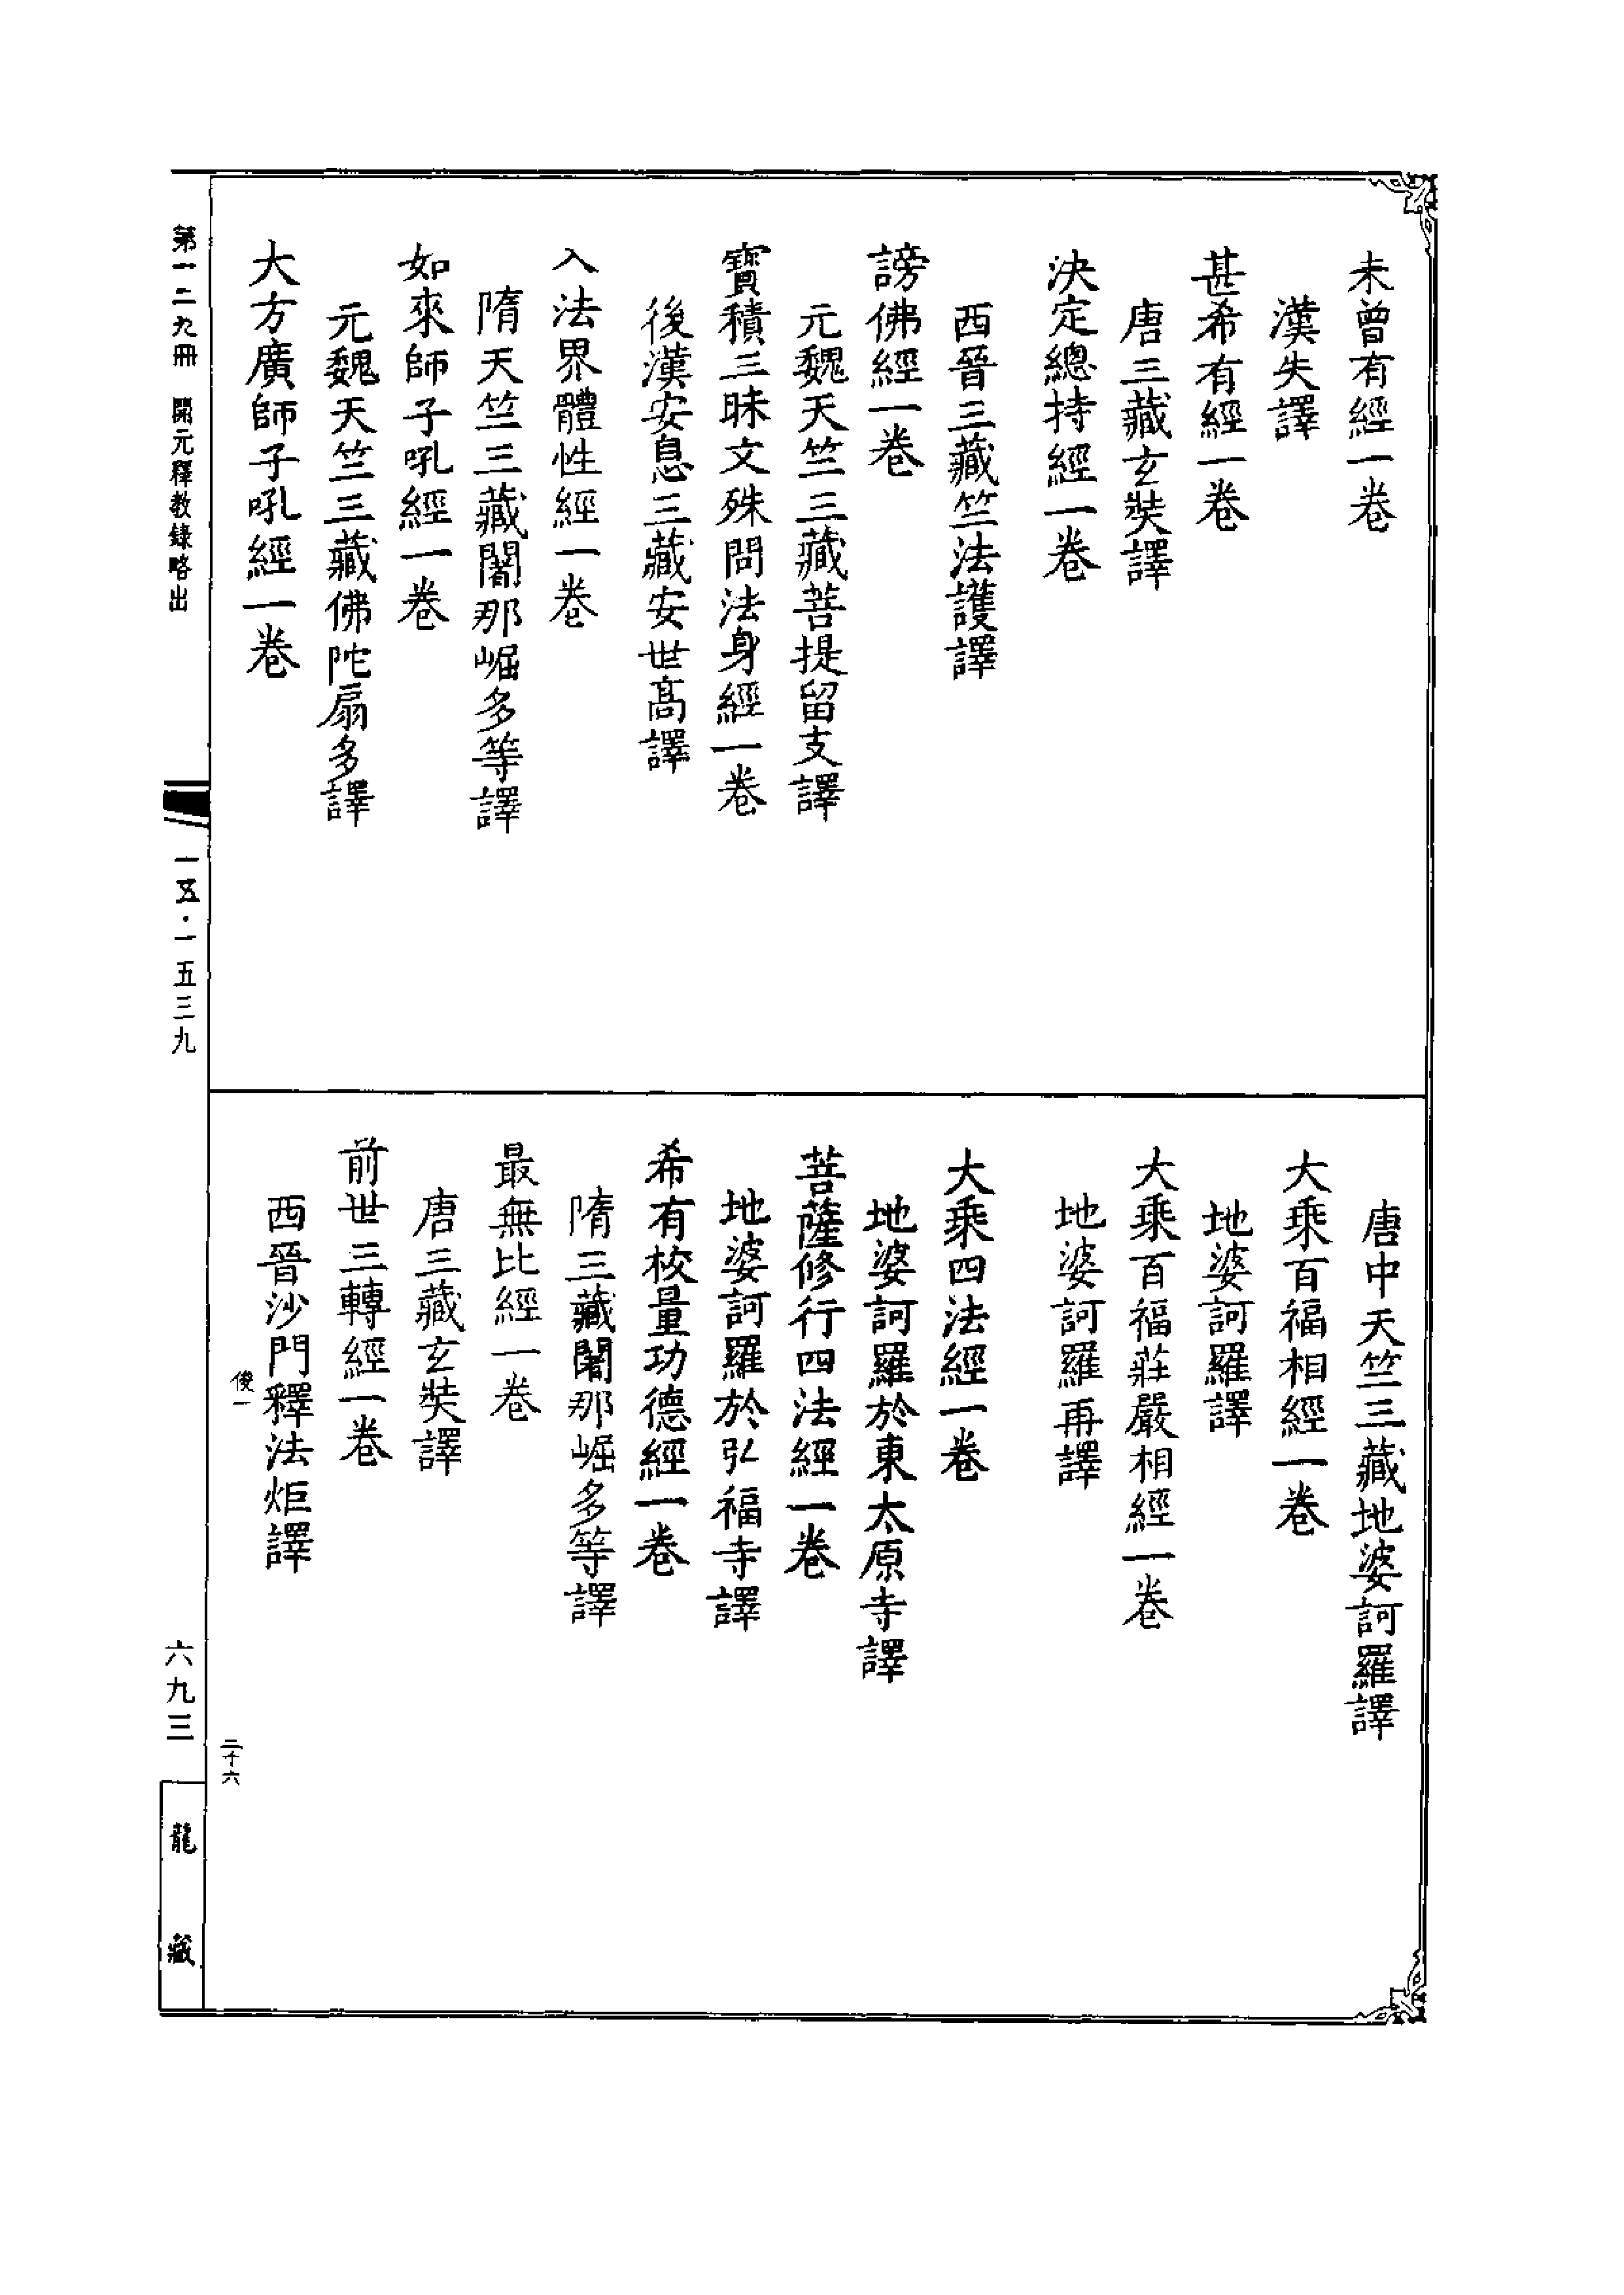 未曾有經一卷
漢失譯
甚希有經一卷
唐三藏玄奘譯
決定總持經一卷
西晉三藏竺法護譯
謗佛經一卷
元魏天竺三藏菩提留支譯
寶積三昧文殊問法身經一卷
後漢安息三藏安世高譯
入法界體性經一卷
隋天竺三藏闍那崛多等譯
如來師子吼經一卷
元魏天竺三藏佛陀扇多譯
大方廣師子吼經一卷
唐中天竺三藏地婆訶羅譯
大乘百福相經一卷
地婆訶羅譯
大乘百福莊嚴相經一卷
地婆訶羅再譯
大乘四法經一卷
地婆訶羅於東太原寺譯
菩薩修行四法經一卷
地婆訶羅於弘福寺譯
希有校量功德經一卷
隋三藏闍那崛多等譯
最無比經一卷
唐三藏玄奘譯
前世三轉經一卷
西晉沙門釋法炬譯
俊一
二十六
第一二九冊 開元釋教錄略出
一五·一五三九
六九三
龍藏